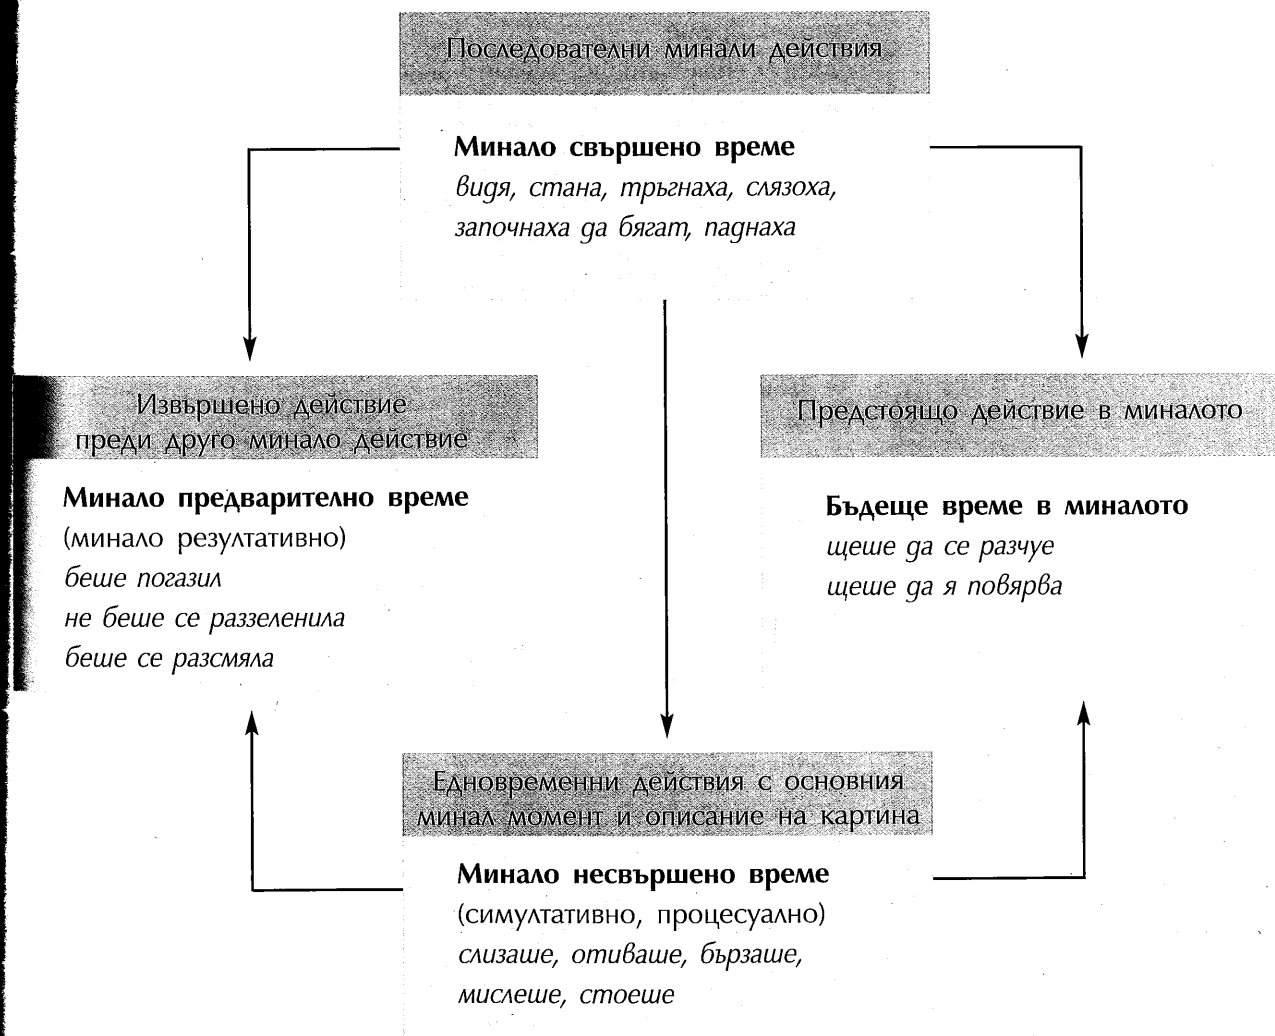 Последователни минали действия
Минало свършено време
видя, стана, тръгнаха, слязоха,
започнаха да бягат, паднаха
Извършено действие
преди друго минало действие
Минало предварително време
(минало резултативно)
беше погазил
не беше се раззеленила
беше се разсмяла
Предстоящо действие в миналото
Бъдеще време в миналото
щеше да се разчуе
щеше да я повярва
Едновременни действия с основния
минал момент и описание на картина
Минало несвършено време
(симултативно, процесуално)
слизаше, отиваше, бързаше,
мислеше, стоеше